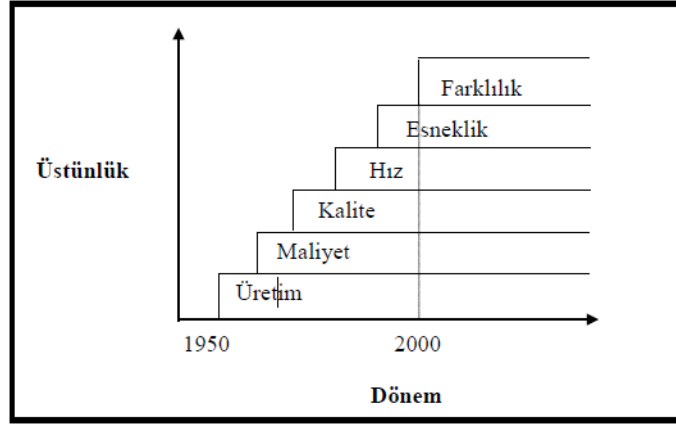 Farklılık
Esneklik
Üstünlük
Hız
Kalite
Maliyet
Üretim
1950
2000
Dönem